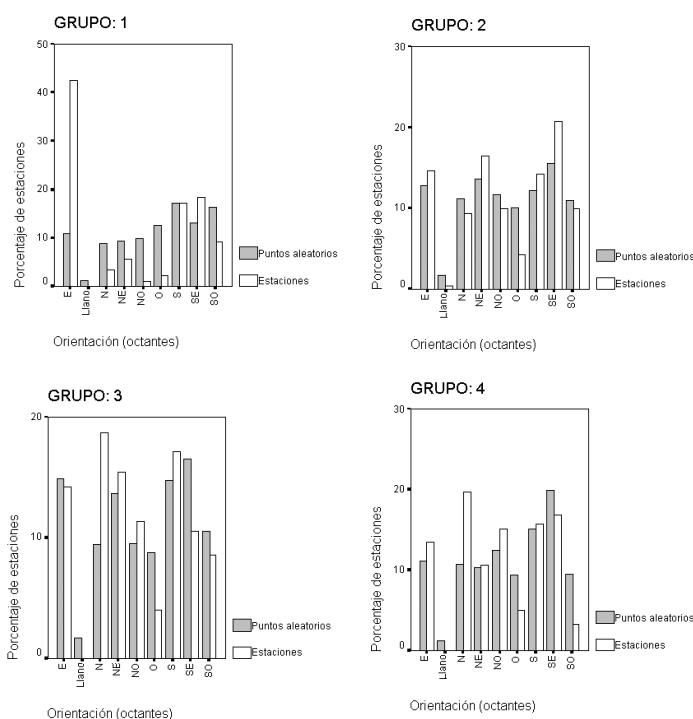 GRUPO: 1
50
40
30
20
10
0
Porcentaje de estaciones
E
Llano
N
NE
NO
O
S
SE
SO
Orientación (octantes)
Puntos aleatorios
Estaciones
GRUPO: 2
30
20
10
0
Porcentaje de estaciones
E
Llano
N
NE
NO
O
S
SE
SO
Orientación (octantes)
Puntos aleatorios
Estaciones
GRUPO: 3
20
10
0
Porcentaje de estaciones
E
Llano
N
NE
NO
O
S
SE
SO
Orientación (octantes)
Puntos aleatorios
Estaciones
GRUPO: 4
30
20
10
0
Porcentaje de estaciones
E
Llano
N
NE
NO
O
S
SE
SO
Orientación (octantes)
Puntos aleatorios
Estaciones